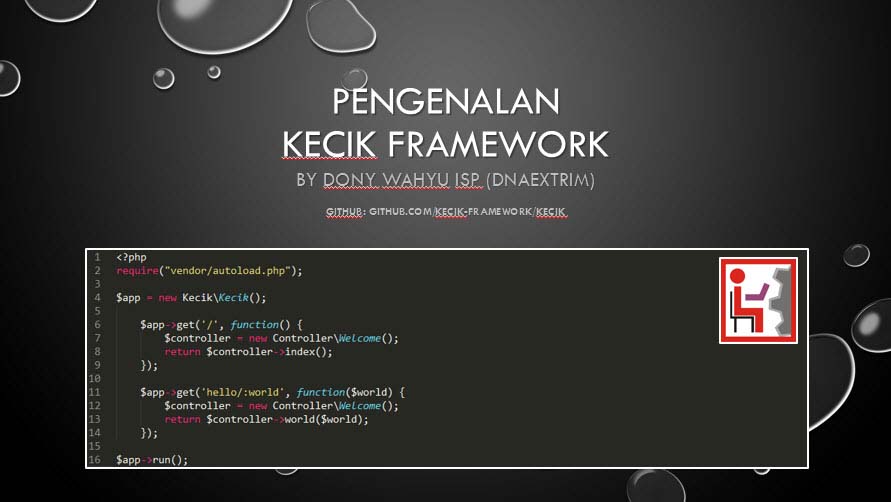 PENGENALAN
KECIK FRAMEWORK
BY DONY WAHYU ISP (DNAEXTRIM)
GITHUB: GITHUB.COM/KECIK-FRAMEWORK/KECIK
1 <?php
2 require("vendor/autoload.php");
3
4 $app = new Kecik\Kecik();
5
6     $app->get('/', function() {
7         $controller = new Controller\Welcome();
8         return $controller->index();
9     });
10
11     $app->get('hello/:world', function($world) {
12         $controller = new Controller\Welcome();
13         return $controller->world($world);
14     });
15
16 $app->run();